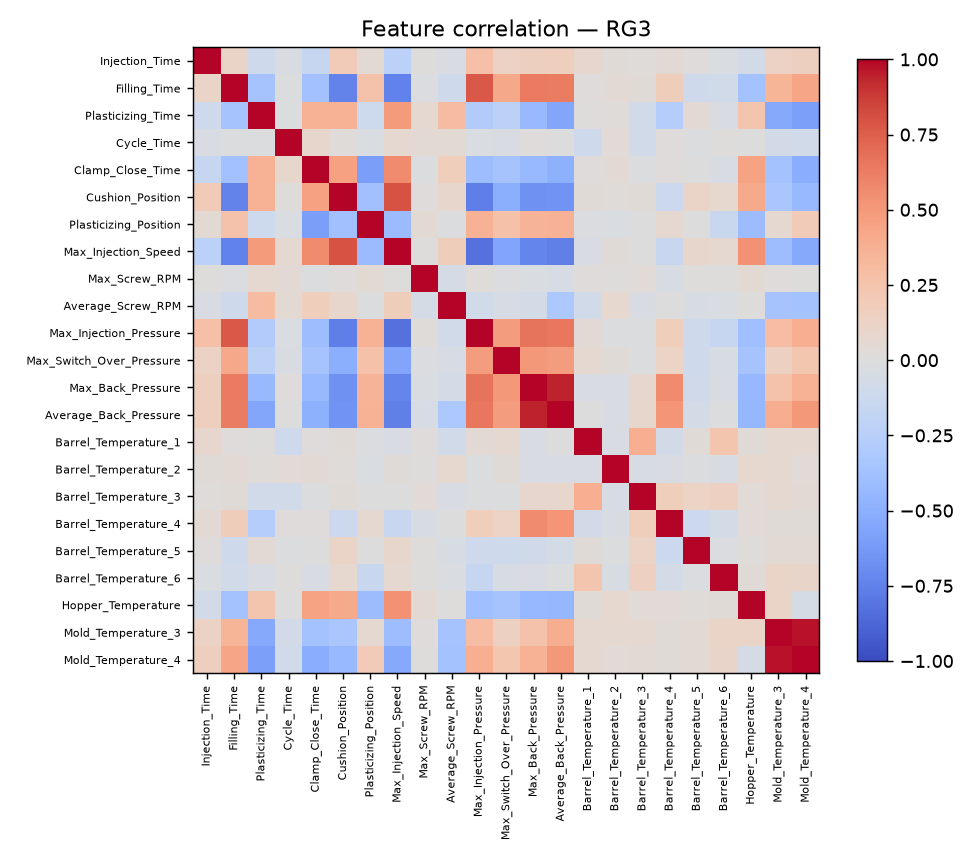 Feature correlation — RG3
Injection_Time
Filling_Time
Plasticizing_Time
Cycle_Time
Clamp_Close_Time
Cushion_Position
Plasticizing_Position
Max_Injection_Speed
Max_Screw_RPM
Average_Screw_RPM
Max_Injection_Pressure
Max_Switch_Over_Pressure
Max_Back_Pressure
Average_Back_Pressure
Barrel_Temperature_1
Barrel_Temperature_2
Barrel_Temperature_3
Barrel_Temperature_4
Barrel_Temperature_5
Barrel_Temperature_6
Hopper_Temperature
Mold_Temperature_3
Mold_Temperature_4
Injection_Time
Filling_Time
Plasticizing_Time
Cycle_Time
Clamp_Close_Time
Cushion_Position
Plasticizing_Position
Max_Injection_Speed
Max_Screw_RPM
Average_Screw_RPM
Max_Injection_Pressure
Max_Switch_Over_Pressure
Max_Back_Pressure
Average_Back_Pressure
Barrel_Temperature_1
Barrel_Temperature_2
Barrel_Temperature_3
Barrel_Temperature_4
Barrel_Temperature_5
Barrel_Temperature_6
Hopper_Temperature
Mold_Temperature_3
Mold_Temperature_4
1.00
0.75
0.50
0.25
0.00
−0.25
−0.50
−0.75
−1.00